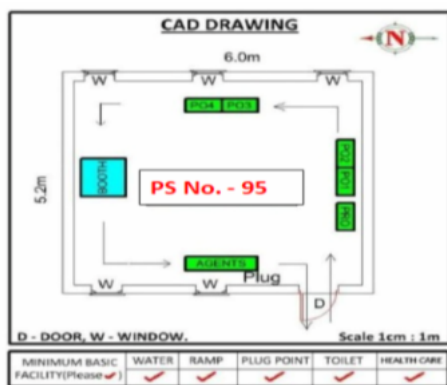 CAD DRAWING
N
6.0m
W W W
PO4 PO3
5.2m
BOOTH
PO2
PO1
PS No. - 95
PRO
AGENTS
Plug
W W
D
D - DOOR, W - WINDOW. Scale 1cm : 1m
MINIMUM BASIC FACILITY(Please ✓) WATER RAMP PLUG POINT TOILET HEALTH CARE
✓ ✓ ✓ ✓ ✓